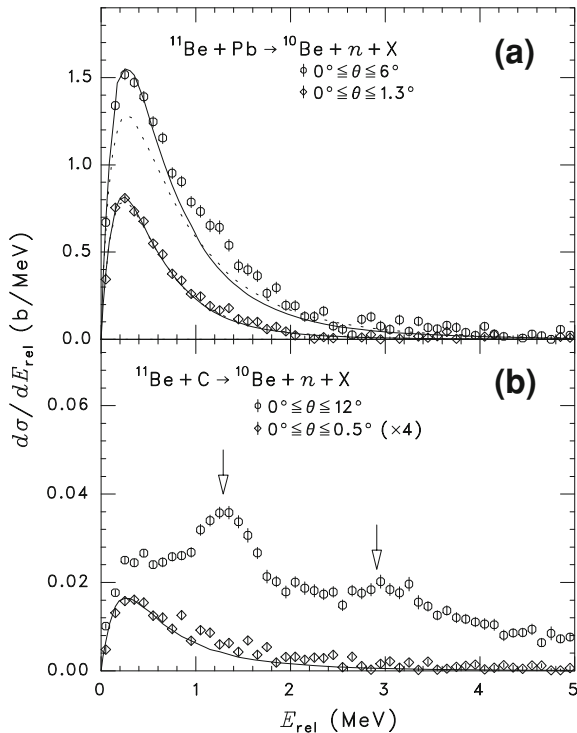 (a)
¹¹Be + Pb → ¹⁰Be + n + X
0° ≦ θ ≦ 6°
0° ≦ θ ≦ 1.3°
1.5
1.0
0.5
0.0
dσ/dE_rel (b/MeV)
(b)
¹¹Be + C → ¹⁰Be + n + X
0° ≦ θ ≦ 12°
0° ≦ θ ≦ 0.5° (×4)
0.06
0.04
0.02
0.00
0 1 2 3 4 5
E_rel (MeV)